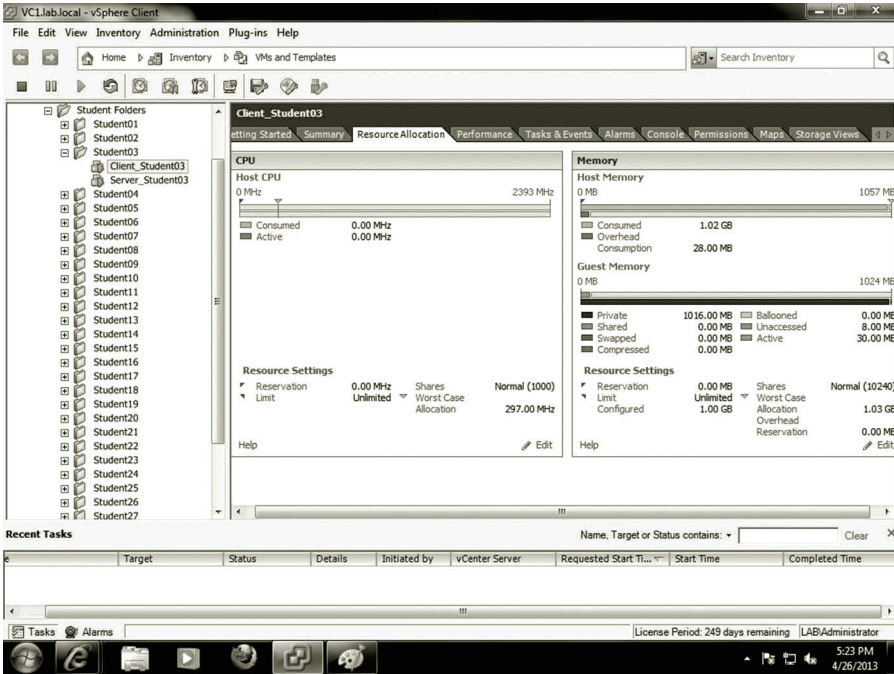 VC1.lab.local - vSphere Client
File Edit View Inventory Administration Plug-ins Help
Home Inventory VMs and Templates
Search Inventory
Student Folders
Student01
Student02
Student03
Client_Student03
Server_Student03
Student04
Student05
Student06
Student07
Student08
Student09
Student10
Student11
Student12
Student13
Student14
Student15
Student16
Student17
Student18
Student19
Student20
Student21
Student22
Student23
Student24
Student25
Student26
Student27
Client_Student03
etting Started Summary Resource Allocation Performance Tasks & Events Alarms Console Permissions Maps Storage Views
CPU
Host CPU
0 MHz 2393 MHz
Consumed 0.00 MHz
Active 0.00 MHz
Resource Settings
Reservation 0.00 MHz Shares Normal (1000)
Limit Unlimited Worst Case
Allocation 297.00 MHz
Help Edit
Memory
Host Memory
0 MB 1057 MB
Consumed 1.02 GB
Overhead
Consumption 28.00 MB
Guest Memory
0 MB 1024 MB
Private 1016.00 MB Ballooned 0.00 MB
Shared 0.00 MB Unaccessed 8.00 MB
Swapped 0.00 MB Active 30.00 MB
Compressed 0.00 MB
Resource Settings
Reservation 0.00 MB Shares Normal (10240)
Limit Unlimited Worst Case
Configured 1.00 GB Allocation 1.03 GB
Overhead
Reservation 0.00 MB
Help Edit
Recent Tasks
Name, Target or Status contains: Clear
e Target Status Details Initiated by vCenter Server Requested Start Ti... Start Time Completed Time
Tasks Alarms
License Period: 249 days remaining LAB\Administrator
5:23 PM
4/26/2013